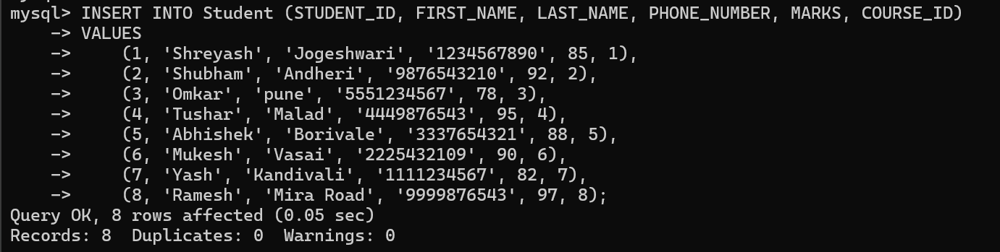 mysql> INSERT INTO Student (STUDENT_ID, FIRST_NAME, LAST_NAME, PHONE_NUMBER, MARKS, COURSE_ID)
    -> VALUES
    ->     (1, 'Shreyash', 'Jogeshwari', '1234567890', 85, 1),
    ->     (2, 'Shubham', 'Andheri', '9876543210', 92, 2),
    ->     (3, 'Omkar', 'pune', '5551234567', 78, 3),
    ->     (4, 'Tushar', 'Malad', '4449876543', 95, 4),
    ->     (5, 'Abhishek', 'Borivale', '3337654321', 88, 5),
    ->     (6, 'Mukesh', 'Vasai', '2225432109', 90, 6),
    ->     (7, 'Yash', 'Kandivali', '1111234567', 82, 7),
    ->     (8, 'Ramesh', 'Mira Road', '9999876543', 97, 8);
Query OK, 8 rows affected (0.05 sec)
Records: 8  Duplicates: 0  Warnings: 0